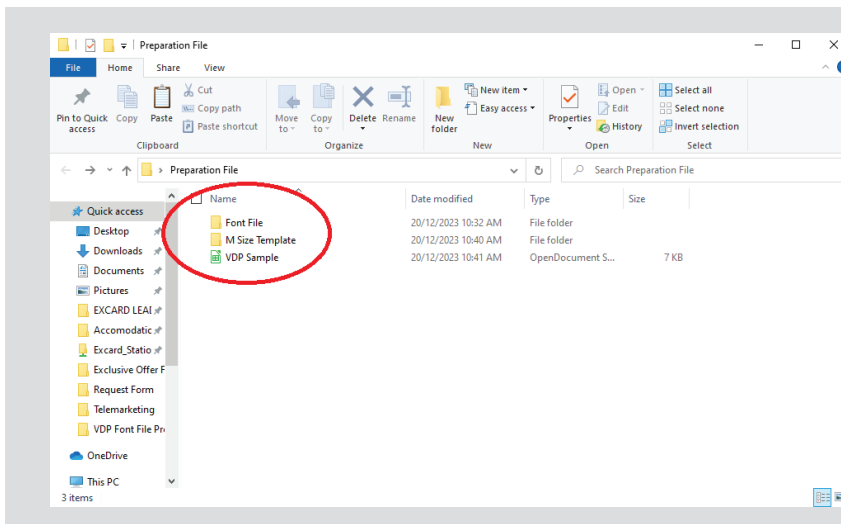 Preparation File
File Home Share View
Pin to Quick access
Copy
Paste
Cut
Copy path
Paste shortcut
Move to
Copy to
Delete
Rename
New folder
New item
Easy access
Properties
Open
Edit
History
Select all
Select none
Invert selection
Clipboard Organize New Open Select
Preparation File
Search Preparation File
Name Date modified Type Size
Quick access
Desktop
Downloads
Documents
Pictures
EXCARD LEAI
Accomodatic
Excard_Statio
Exclusive Offer F
Request Form
Telemarketing
VDP Font File Pr
OneDrive
This PC
Font File 20/12/2023 10:32 AM File folder
M Size Template 20/12/2023 10:40 AM File folder
VDP Sample 20/12/2023 10:41 AM OpenDocument S... 7 KB
3 items